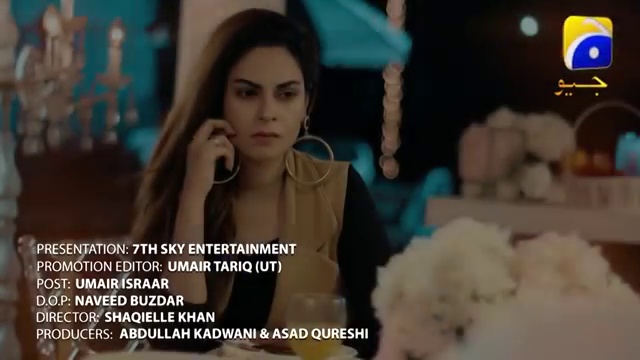 جیو
PRESENTATION: 7TH SKY ENTERTAINMENT
PROMOTION EDITOR: UMAIR TARIQ (UT)
POST: UMAIR ISRAAR
D.O.P: NAVEED BUZDAR
DIRECTOR: SHAQIELLE KHAN
PRODUCERS: ABDULLAH KADWANI & ASAD QURESHI